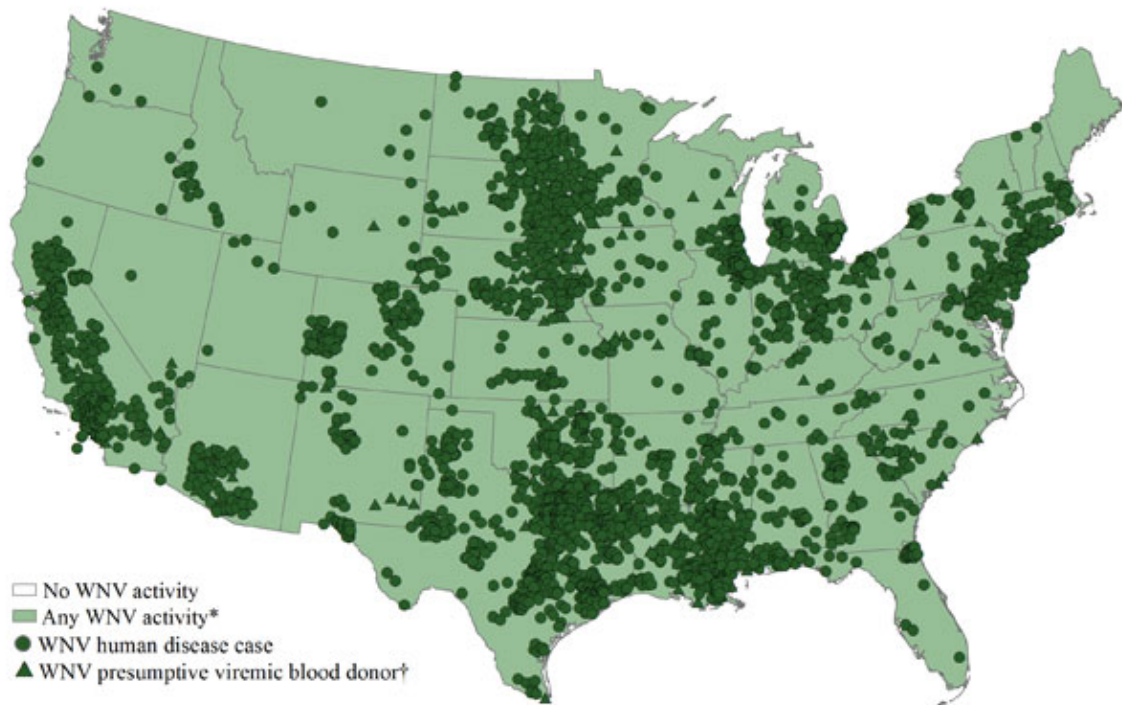 No WNV activity
Any WNV activity*
WNV human disease case
WNV presumptive viremic blood donor†